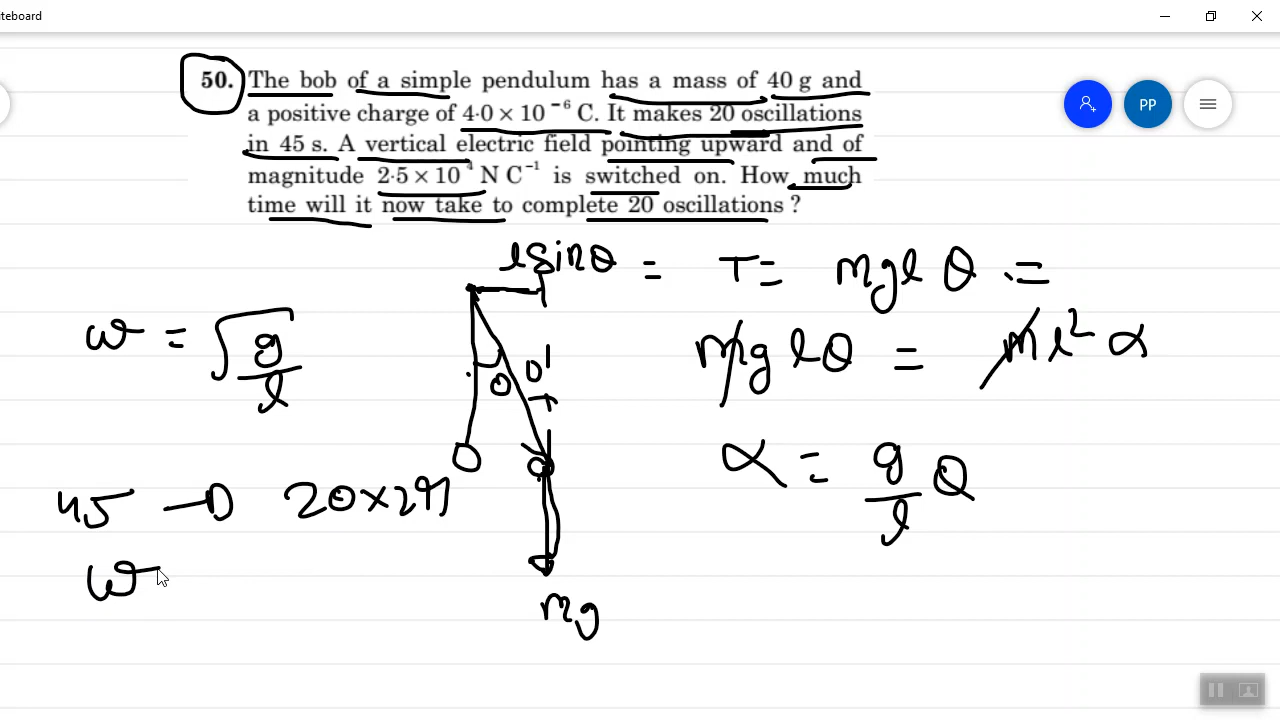 teboard
PP
50. The bob of a simple pendulum has a mass of 40 g and
a positive charge of 4·0 × 10⁻⁶ C. It makes 20 oscillations
in 45 s. A vertical electric field pointing upward and of
magnitude 2·5 × 10⁴ N C⁻¹ is switched on. How much
time will it now take to complete 20 oscillations ?
lsinθ = T = mglθ =
ω = √(g/l)
mglθ = ml²α
θ
T
α = g/l θ
45 → 20×2π
ω
mg